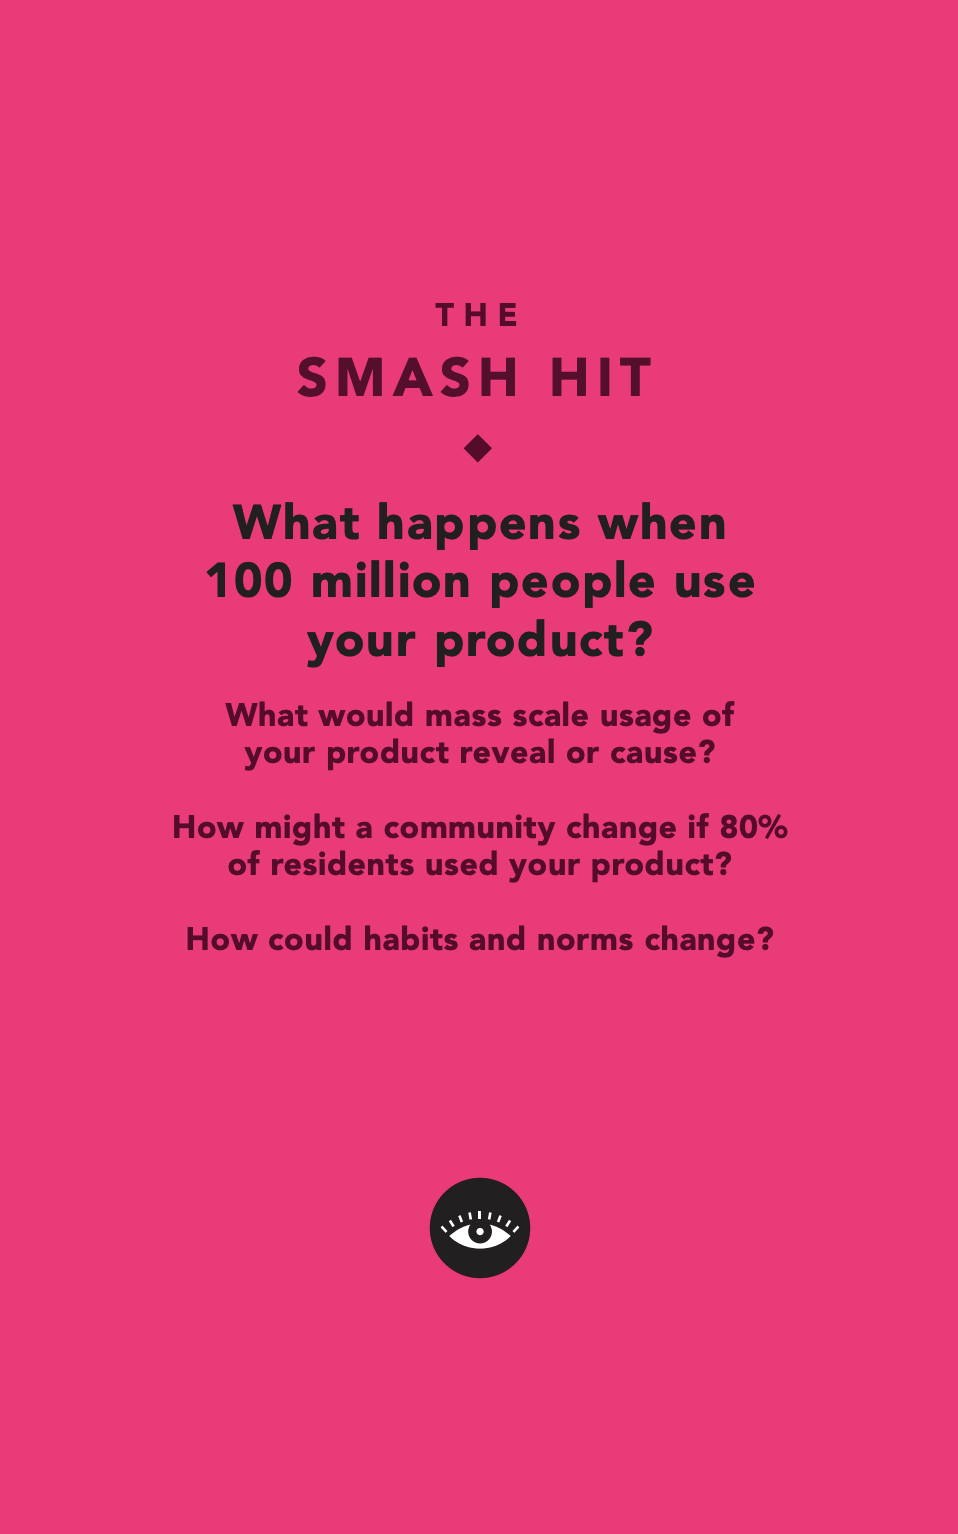 THE
SMASH HIT
What happens when
100 million people use
your product?
What would mass scale usage of
your product reveal or cause?
How might a community change if 80%
of residents used your product?
How could habits and norms change?